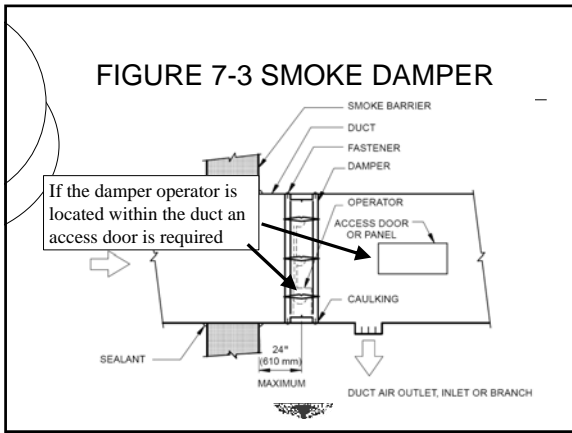 FIGURE 7-3 SMOKE DAMPER
SMOKE BARRIER
DUCT
FASTENER
DAMPER
If the damper operator is
located within the duct an
access door is required
OPERATOR
ACCESS DOOR
OR PANEL
CAULKING
SEALANT
24"
(610 mm)
MAXIMUM
DUCT AIR OUTLET, INLET OR BRANCH